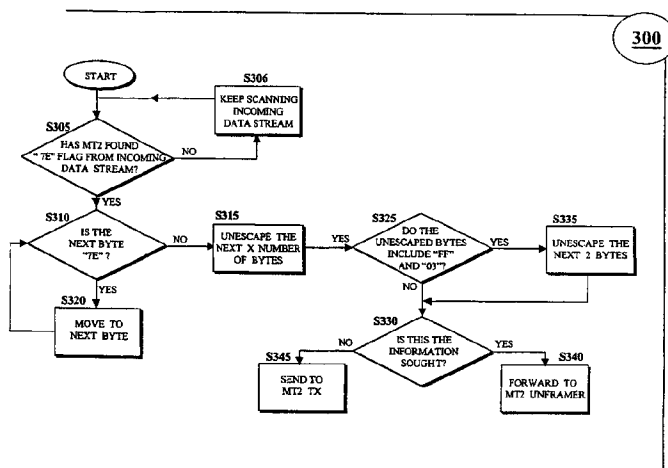 300
START
S306
KEEP SCANNING
INCOMING
DATA STREAM
S305
HAS MT2 FOUND
"7E" FLAG FROM INCOMING
DATA STREAM?
NO
YES
S310
IS THE
NEXT BYTE
"7E" ?
NO
S315
UNESCAPE THE
NEXT X NUMBER
OF BYTES
YES
S325
DO THE
UNESCAPED BYTES
INCLUDE "FF"
AND "03"?
YES
S335
UNESCAPE THE
NEXT 2 BYTES
NO
YES
S320
MOVE TO
NEXT BYTE
S330
IS THIS THE
INFORMATION
SOUGHT?
NO
YES
S345
SEND TO
MT2 TX
S340
FORWARD TO
MT2 UNFRAMER